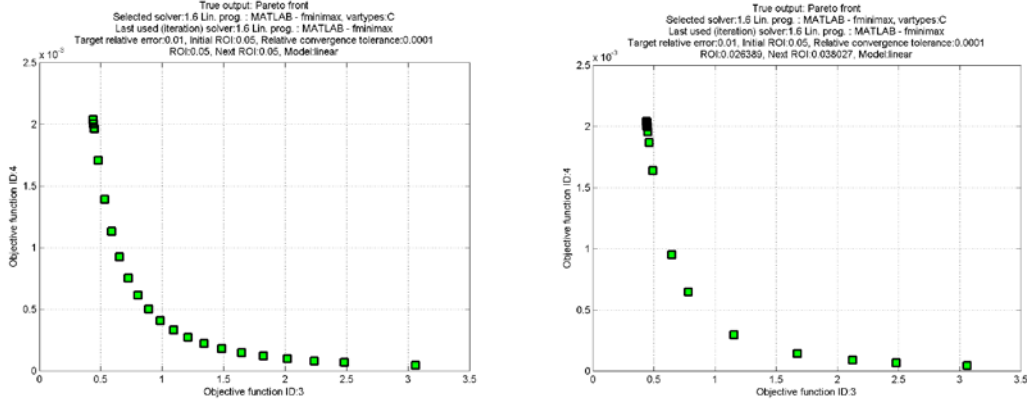 True output: Pareto front
Selected solver:1.6 Lin. prog. : MATLAB - fminimax, vartypes:C
Last used (iteration) solver:1.6 Lin. prog. : MATLAB - fminimax
Target relative error:0.01, Initial ROI:0.05, Relative convergence tolerance:0.0001
ROI:0.05, Next ROI:0.05, Model:linear
x 10⁻³
2.5
2
1.5
1
0.5
0
Objective function ID:4
0 0.5 1 1.5 2 2.5 3 3.5
Objective function ID:3
True output: Pareto front
Selected solver:1.6 Lin. prog. : MATLAB - fminimax, vartypes:C
Last used (iteration) solver:1.6 Lin. prog. : MATLAB - fminimax
Target relative error:0.01, Initial ROI:0.05, Relative convergence tolerance:0.0001
ROI:0.026389, Next ROI:0.038027, Model:linear
x 10⁻³
2.5
2
1.5
1
0.5
0
Objective function ID:4
0 0.5 1 1.5 2 2.5 3 3.5
Objective function ID:3